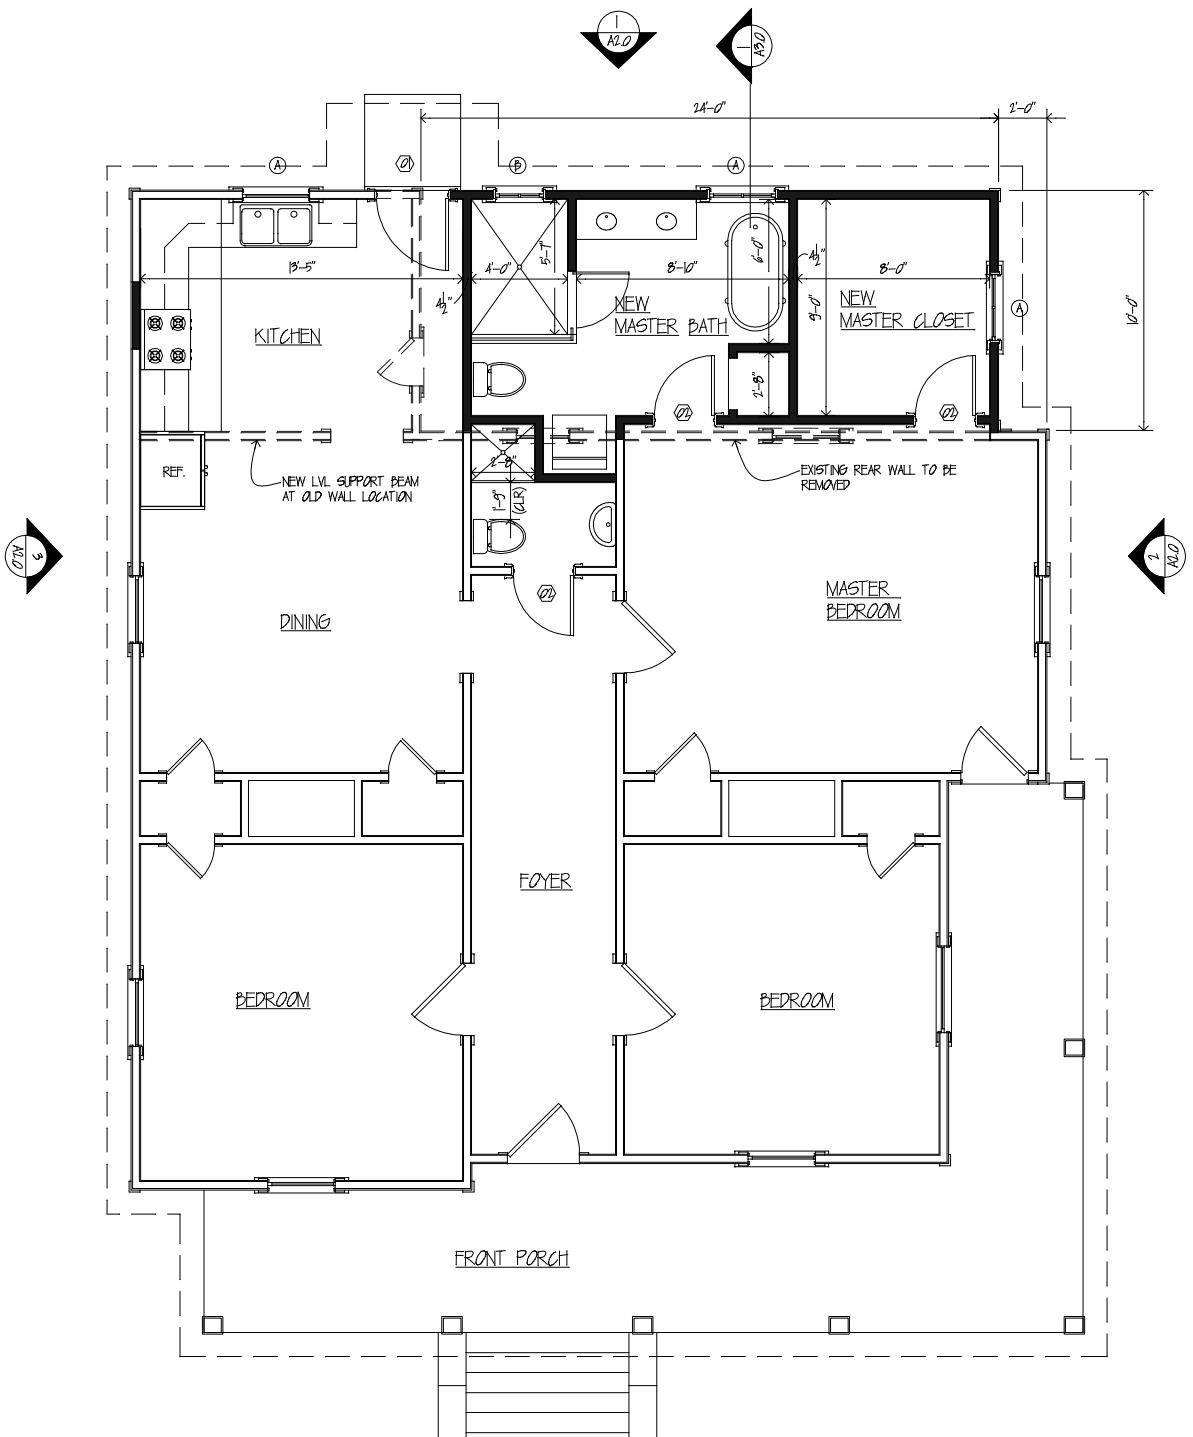 1
A2.0
1
A3.0
24'-0"
2'-0"
A
01
B
A
13'-5"
4'-0"
5'-7"
8'-10"
6'-0"
4½"
8'-0"
10'-0"
4½"
NEW
MASTER BATH
9'-0"
NEW
MASTER CLOSET
A
KITCHEN
2'-8"
02
02
REF.
NEW LVL SUPPORT BEAM
AT OLD WALL LOCATION
2'-8"
EXISTING REAR WALL TO BE
REMOVED
1'-9"
(CLR)
3
A2.0
2
A2.0
02
MASTER
BEDROOM
DINING
FOYER
BEDROOM
BEDROOM
FRONT PORCH